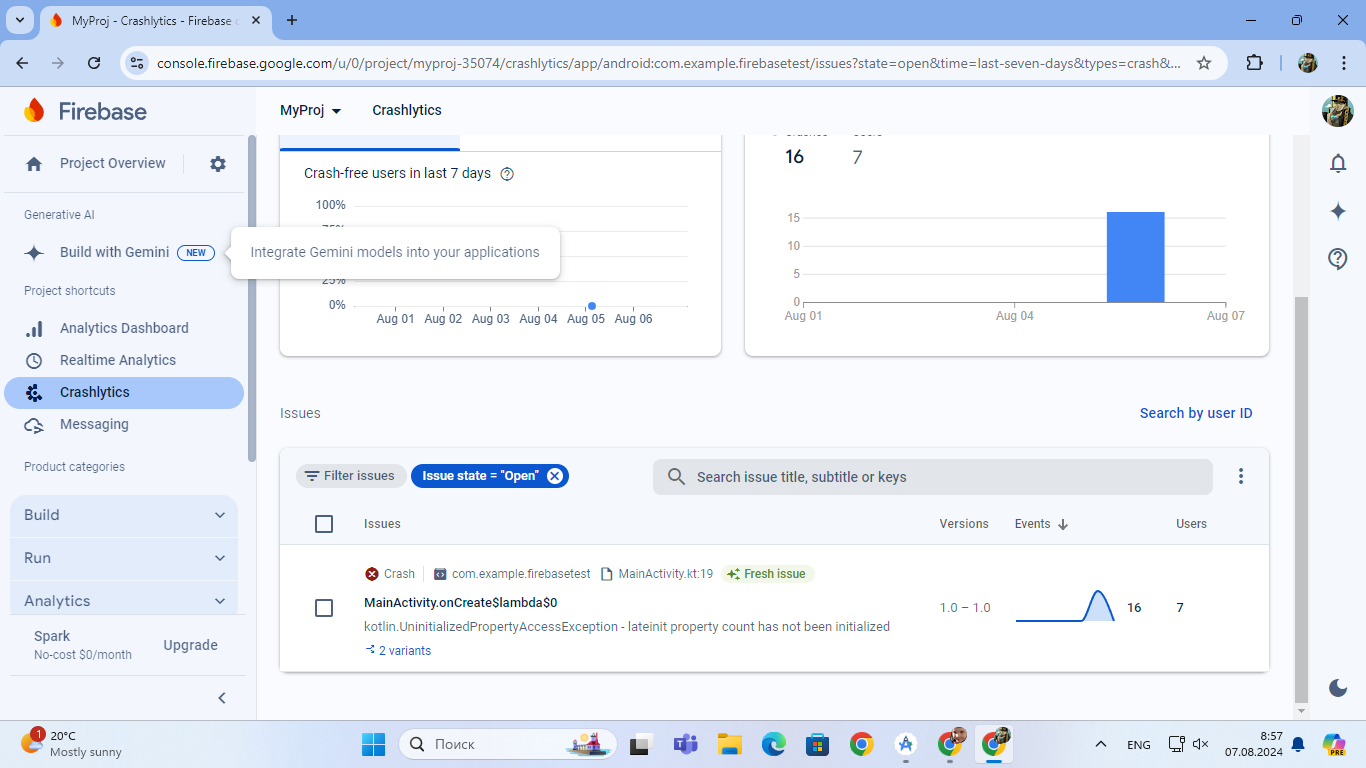 MyProj - Crashlytics - Firebase
console.firebase.google.com/u/0/project/myproj-35074/crashlytics/app/android:com.example.firebasetest/issues?state=open&time=last-seven-days&types=crash&...
Firebase
MyProj
Crashlytics
Project Overview
Generative AI
Build with Gemini
NEW
Integrate Gemini models into your applications
Project shortcuts
Analytics Dashboard
Realtime Analytics
Crashlytics
Messaging
Product categories
Build
Run
Analytics
Spark
No-cost $0/month
Upgrade
Crash-free users in last 7 days
100%
25%
0%
Aug 01 Aug 02 Aug 03 Aug 04 Aug 05 Aug 06
16 7
15
10
5
0
Aug 01 Aug 04 Aug 07
Issues
Search by user ID
Filter issues
Issue state = "Open"
Search issue title, subtitle or keys
Issues Versions Events Users
Crash com.example.firebasetest MainActivity.kt:19 Fresh issue
MainActivity.onCreate$lambda$0
1.0 – 1.0 16 7
kotlin.UninitializedPropertyAccessException - lateinit property count has not been initialized
2 variants
1
20°C
Mostly sunny
Поиск
ENG
8:57
07.08.2024
PRE